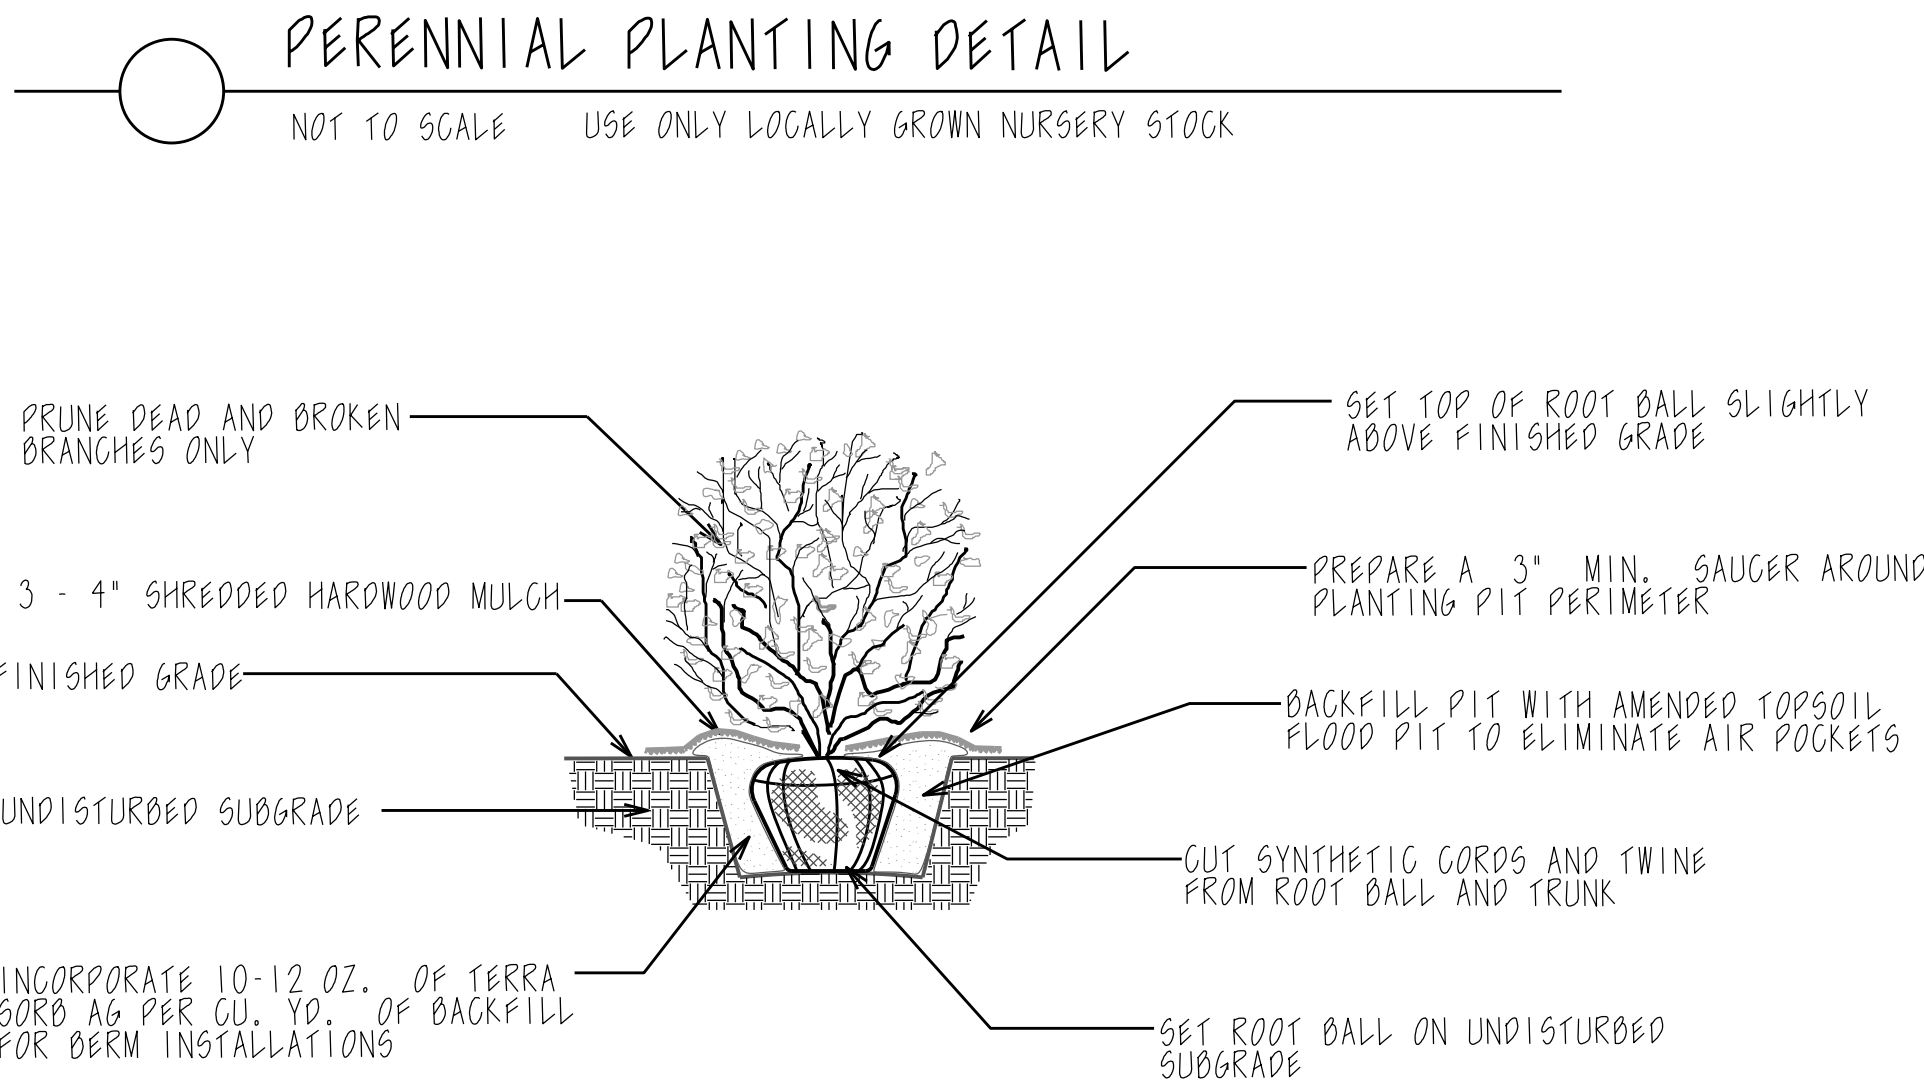 PERENNIAL PLANTING DETAIL
NOT TO SCALE USE ONLY LOCALLY GROWN NURSERY STOCK
PRUNE DEAD AND BROKEN
BRANCHES ONLY
3 - 4" SHREDDED HARDWOOD MULCH
FINISHED GRADE
UNDISTURBED SUBGRADE
INCORPORATE 10-12 OZ. OF TERRA
SORB AG PER CU. YD. OF BACKFILL
FOR BERM INSTALLATIONS
SET TOP OF ROOT BALL SLIGHTLY
ABOVE FINISHED GRADE
PREPARE A 3" MIN. SAUCER AROUND
PLANTING PIT PERIMETER
BACKFILL PIT WITH AMENDED TOPSOIL
FLOOD PIT TO ELIMINATE AIR POCKETS
CUT SYNTHETIC CORDS AND TWINE
FROM ROOT BALL AND TRUNK
SET ROOT BALL ON UNDISTURBED
SUBGRADE